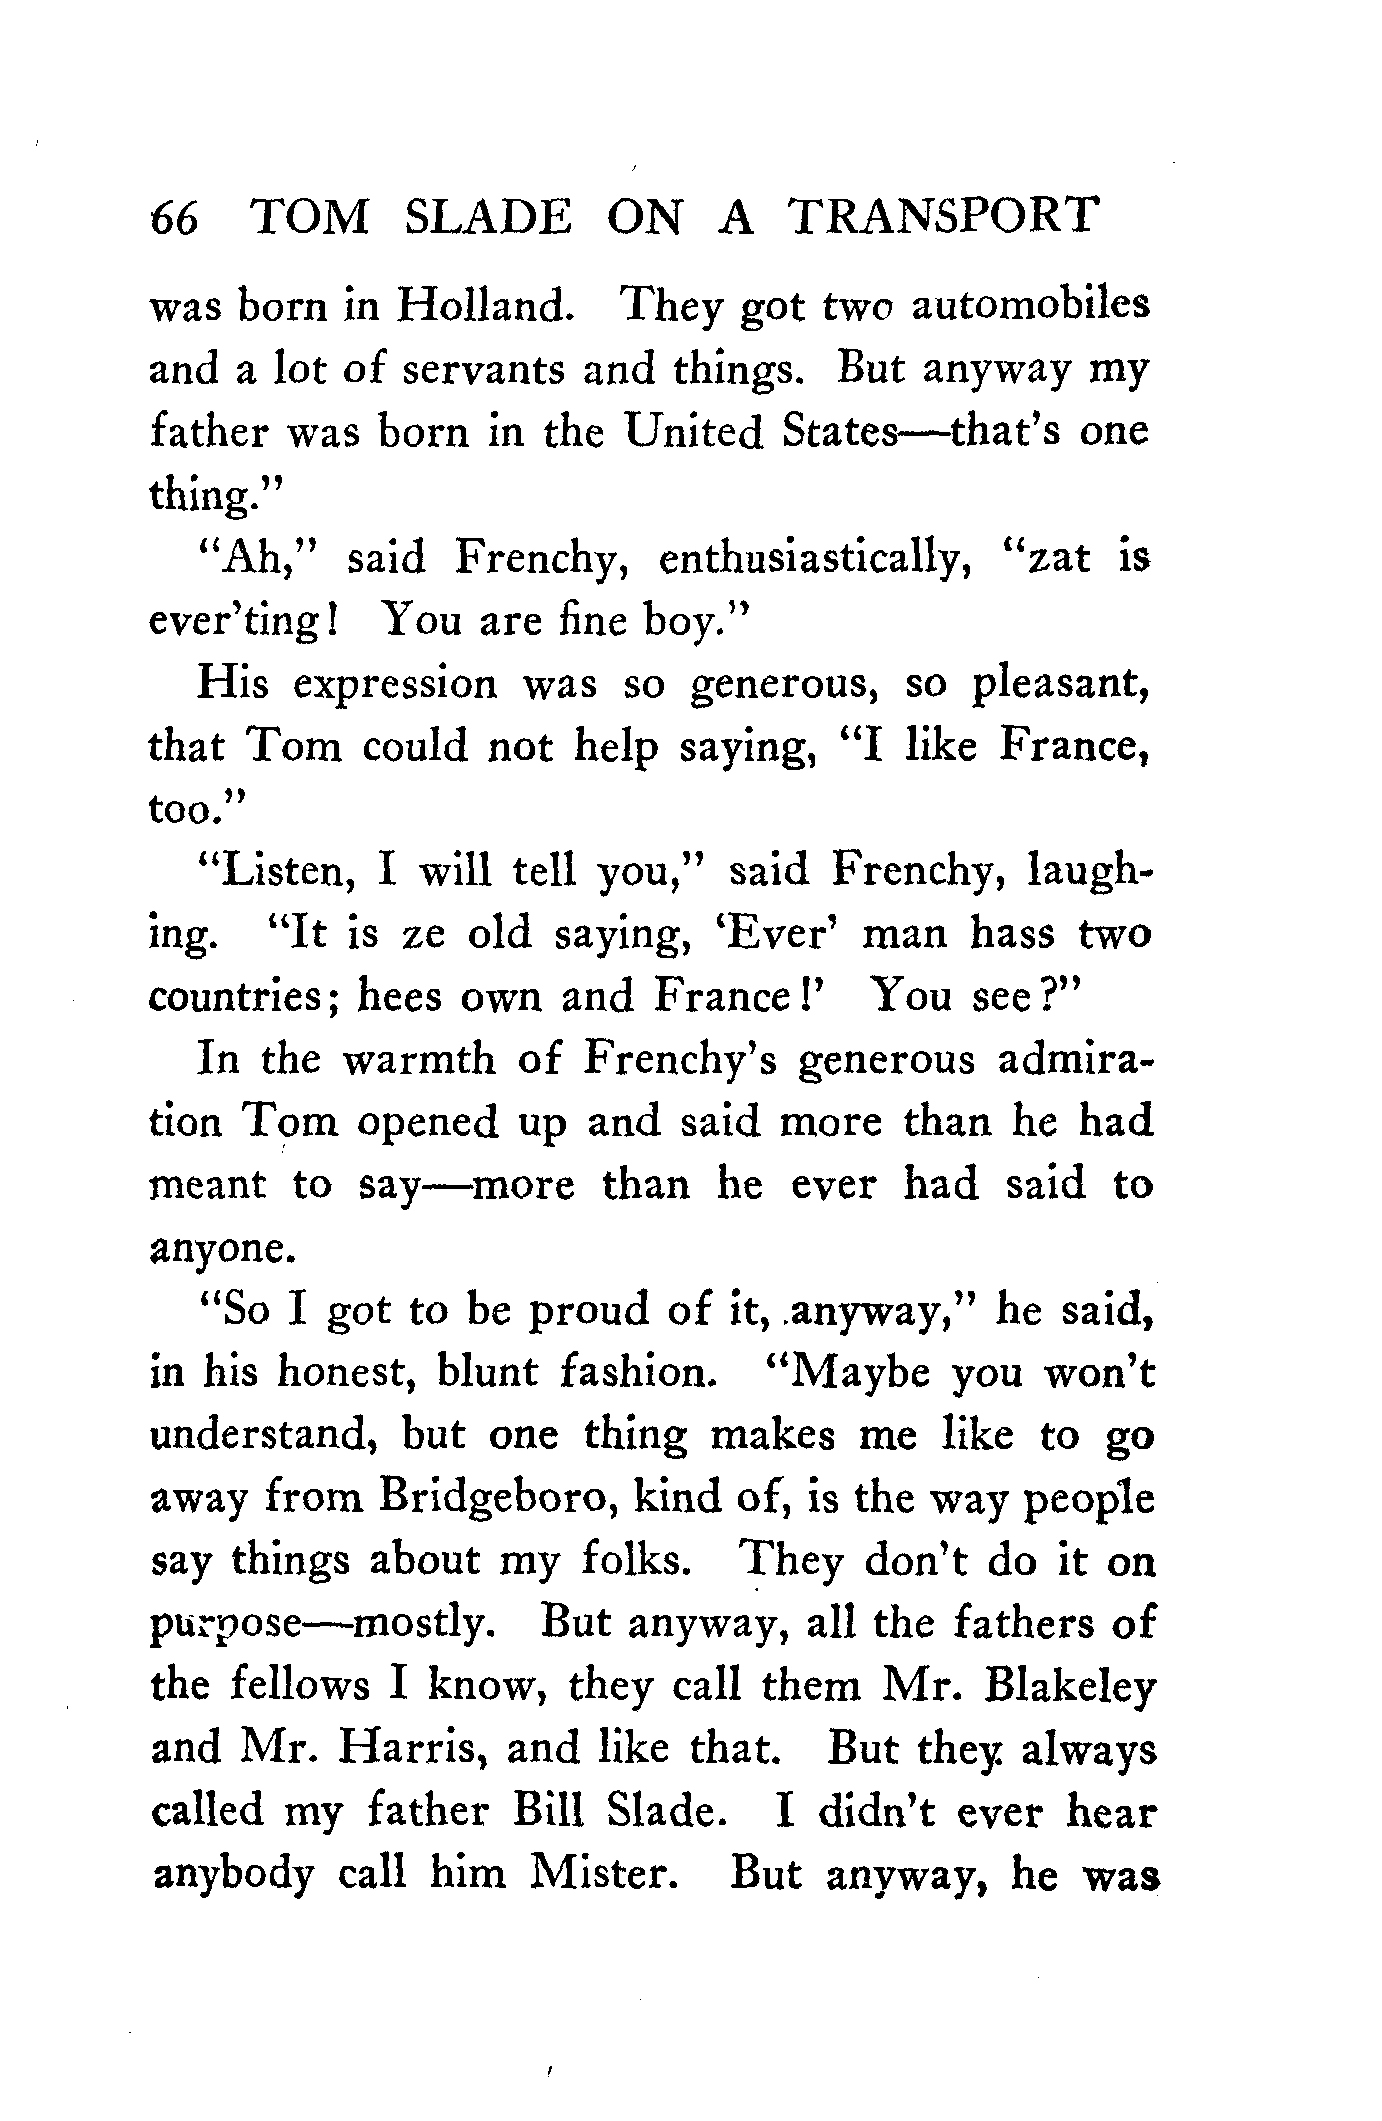 66 TOM SLADE ON A TRANSPORT
was born in Holland. They got two automobiles
and a lot of servants and things. But anyway my
father was born in the United States—that's one
thing."
"Ah," said Frenchy, enthusiastically, "zat is
ever'ting! You are fine boy."
His expression was so generous, so pleasant,
that Tom could not help saying, "I like France,
too."
"Listen, I will tell you," said Frenchy, laugh-
ing. "It is ze old saying, 'Ever' man hass two
countries; hees own and France!' You see?"
In the warmth of Frenchy's generous admira-
tion Tom opened up and said more than he had
meant to say—more than he ever had said to
anyone.
"So I got to be proud of it, anyway," he said,
in his honest, blunt fashion. "Maybe you won't
understand, but one thing makes me like to go
away from Bridgeboro, kind of, is the way people
say things about my folks. They don't do it on
purpose—mostly. But anyway, all the fathers of
the fellows I know, they call them Mr. Blakeley
and Mr. Harris, and like that. But they always
called my father Bill Slade. I didn't ever hear
anybody call him Mister. But anyway, he was